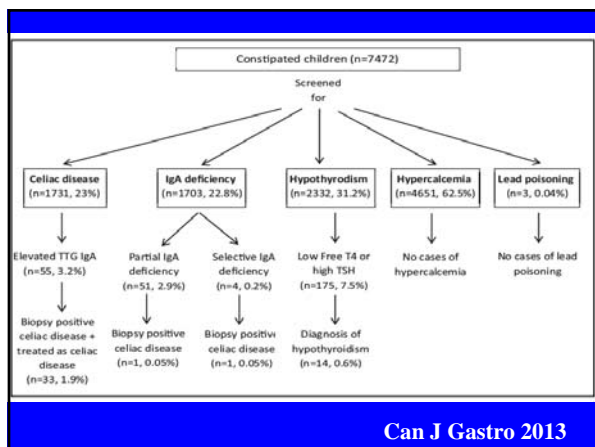 Constipated children (n=7472)
Screened
for
Celiac disease
(n=1731, 23%)
IgA deficiency
(n=1703, 22.8%)
Hypothyrodism
(n=2332, 31.2%)
Hypercalcemia
(n=4651, 62.5%)
Lead poisoning
(n=3, 0.04%)
Elevated TTG IgA
(n=55, 3.2%)
Partial IgA
deficiency
(n=51, 2.9%)
Selective IgA
deficiency
(n=4, 0.2%)
Low Free T4 or
high TSH
(n=175, 7.5%)
No cases of
hypercalcemia
No cases of lead
poisoning
Biopsy positive
celiac disease +
treated as celiac
disease
(n=33, 1.9%)
Biopsy positive
celiac disease
(n=1, 0.05%)
Biopsy positive
celiac disease
(n=1, 0.05%)
Diagnosis of
hypothyroidism
(n=14, 0.6%)
Can J Gastro 2013